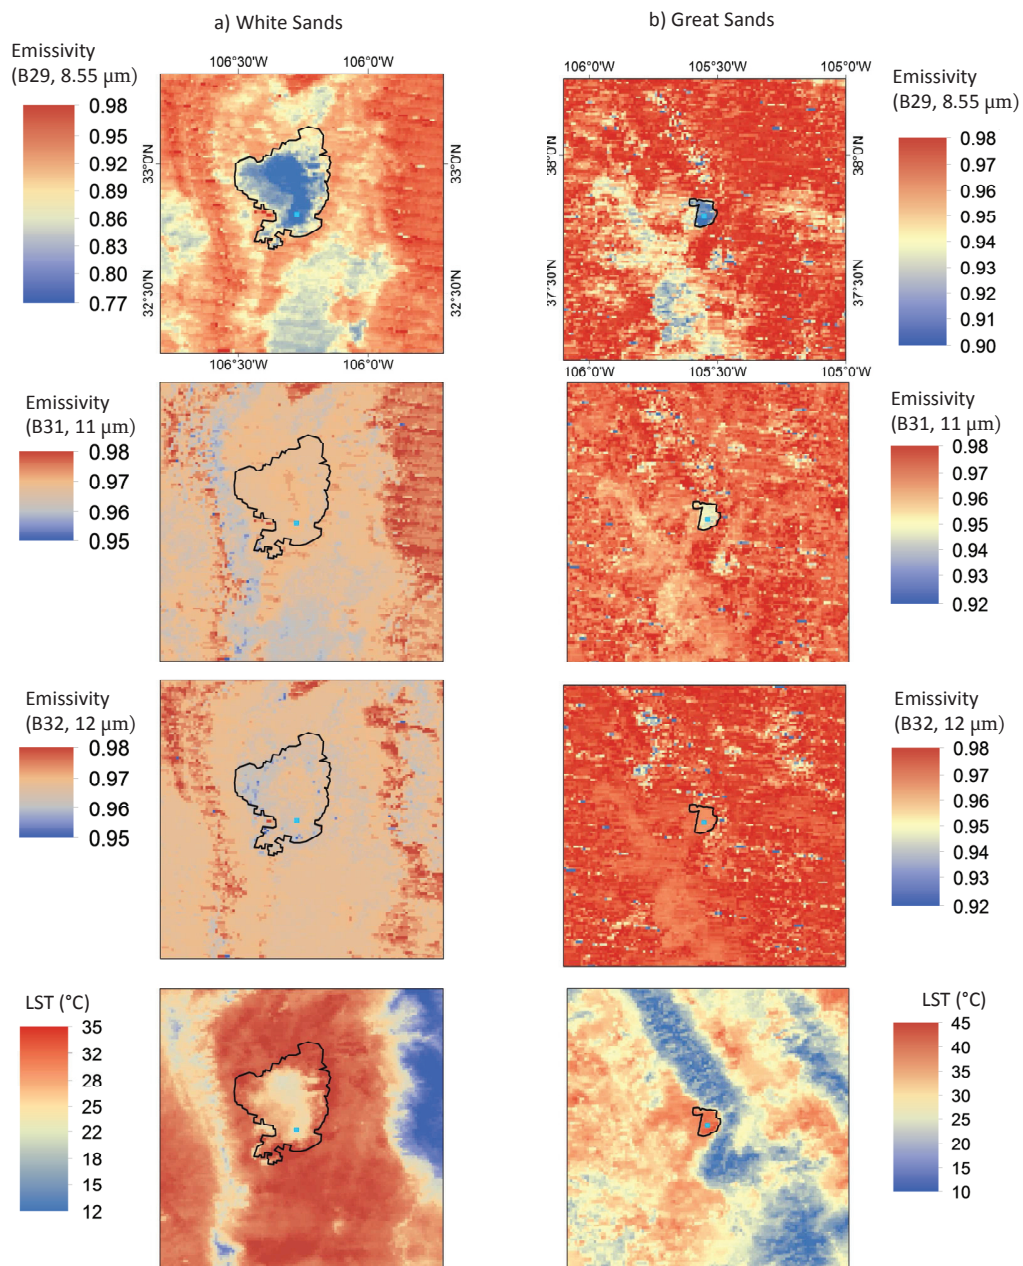 a) White Sands
b) Great Sands
Emissivity
(B29, 8.55 μm)
0.98
0.95
0.92
0.89
0.86
0.83
0.80
0.77
106°30'W
106°0'W
33°0'N
32°30'N
33°0'N
32°30'N
106°30'W
106°0'W
106°0'W
105°30'W
105°0'W
38°0'N
37°30'N
38°0'N
37°30'N
106°0'W
105°30'W
105°0'W
Emissivity
(B29, 8.55 μm)
0.98
0.97
0.96
0.95
0.94
0.93
0.92
0.91
0.90
Emissivity
(B31, 11 μm)
0.98
0.97
0.96
0.95
Emissivity
(B31, 11 μm)
0.98
0.97
0.96
0.95
0.94
0.93
0.92
Emissivity
(B32, 12 μm)
0.98
0.97
0.96
0.95
Emissivity
(B32, 12 μm)
0.98
0.97
0.96
0.95
0.94
0.93
0.92
LST (°C)
35
32
28
25
22
18
15
12
LST (°C)
45
40
35
30
25
20
15
10